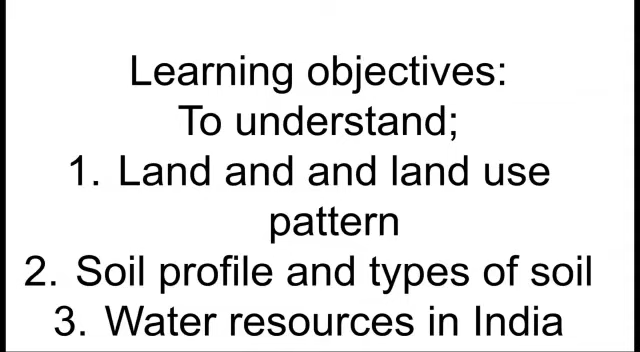 Learning objectives:
To understand;
1. Land and and land use
pattern
2. Soil profile and types of soil
3. Water resources in India